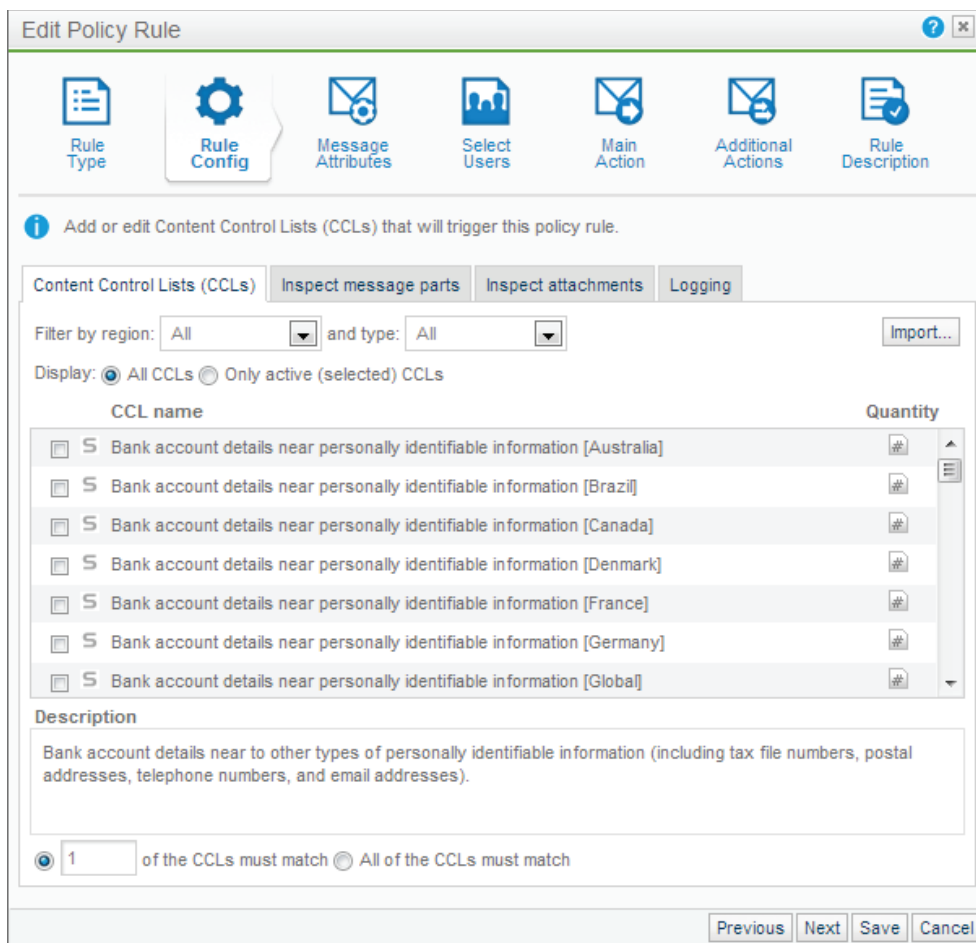 Edit Policy Rule
Rule Type
Rule Config
Message Attributes
Select Users
Main Action
Additional Actions
Rule Description
Add or edit Content Control Lists (CCLs) that will trigger this policy rule.
Content Control Lists (CCLs) Inspect message parts Inspect attachments Logging
Filter by region: All and type: All Import...
Display: All CCLs Only active (selected) CCLs
CCL name Quantity
S Bank account details near personally identifiable information [Australia] #
S Bank account details near personally identifiable information [Brazil] #
S Bank account details near personally identifiable information [Canada] #
S Bank account details near personally identifiable information [Denmark] #
S Bank account details near personally identifiable information [France] #
S Bank account details near personally identifiable information [Germany] #
S Bank account details near personally identifiable information [Global] #
Description
Bank account details near to other types of personally identifiable information (including tax file numbers, postal
addresses, telephone numbers, and email addresses).
1 of the CCLs must match All of the CCLs must match
Previous Next Save Cancel